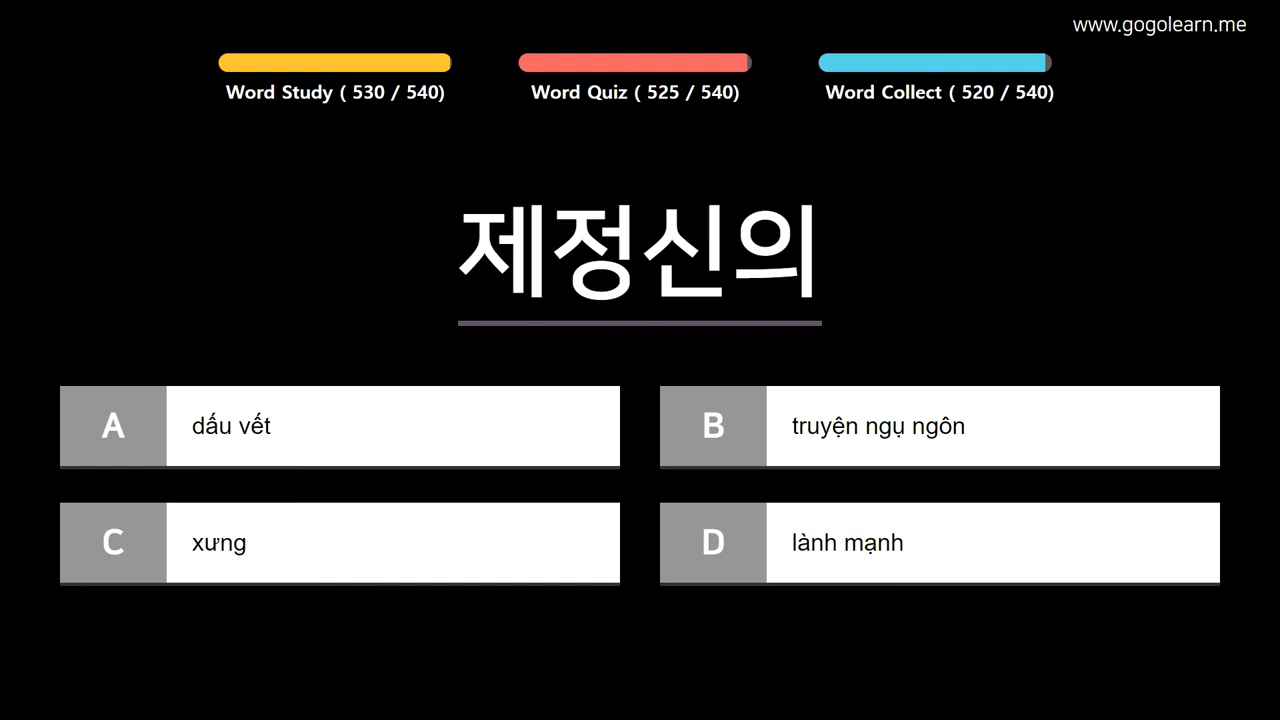 www.gogolearn.me
Word Study ( 530 / 540)
Word Quiz ( 525 / 540)
Word Collect ( 520 / 540)
제정신의
A dấu vết
B truyện ngụ ngôn
C xưng
D lành mạnh